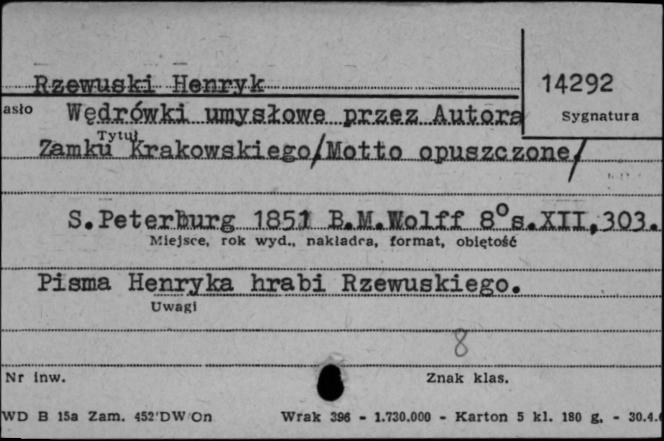 Rzewuski Henryk
14292
asło
Wędrówki umysłowe przez Autora
Sygnatura
Tytuł
Zamku Krakowskiego/Motto opuszczone/
S.Peterburg 1851 B.M.Wolff 8°s.XII,303.
Miejsce, rok wyd., nakładca, format, objętość
Pisma Henryka hrabi Rzewuskiego.
Uwagi
8
Nr inw.
Znak klas.
WD B 15a Zam. 452 DW On Wrak 396 - 1.730.000 - Karton 5 kl. 180 g. - 30.4.